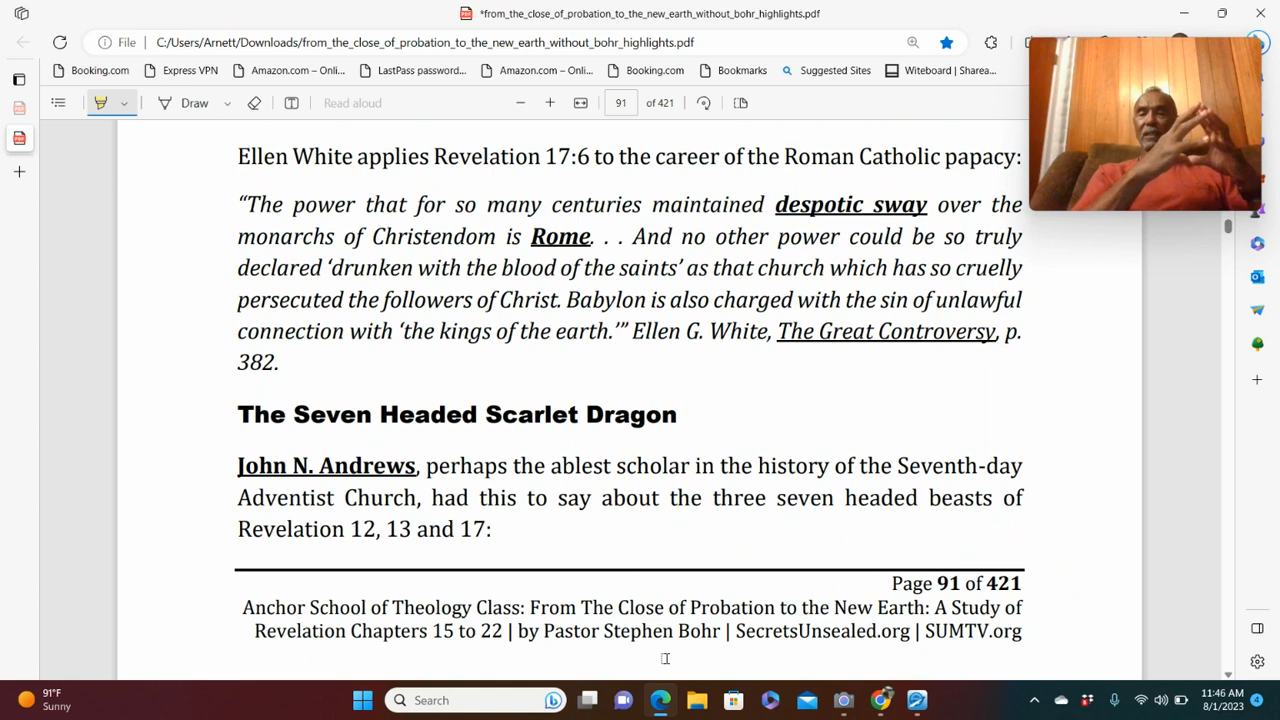 *from_the_close_of_probation_to_the_new_earth_without_bohr_highlights.pdf
File C:/Users/Arnett/Downloads/from_the_close_of_probation_to_the_new_earth_without_bohr_highlights.pdf
Booking.com Express VPN Amazon.com – Onli... LastPass password... Amazon.com – Onl... Booking.com Bookmarks Suggested Sites Witeboard | Sharea...
Draw Read aloud 91 of 421
Ellen White applies Revelation 17:6 to the career of the Roman Catholic papacy:
“The power that for so many centuries maintained despotic sway over the
monarchs of Christendom is Rome. . . And no other power could be so truly
declared ‘drunken with the blood of the saints’ as that church which has so cruelly
persecuted the followers of Christ. Babylon is also charged with the sin of unlawful
connection with ‘the kings of the earth.’” Ellen G. White, The Great Controversy, p.
382.
The Seven Headed Scarlet Dragon
John N. Andrews, perhaps the ablest scholar in the history of the Seventh-day
Adventist Church, had this to say about the three seven headed beasts of
Revelation 12, 13 and 17:
Page 91 of 421
Anchor School of Theology Class: From The Close of Probation to the New Earth: A Study of
Revelation Chapters 15 to 22 | by Pastor Stephen Bohr | SecretsUnsealed.org | SUMTV.org
91°F
Sunny
Search
11:46 AM
8/1/2023
4